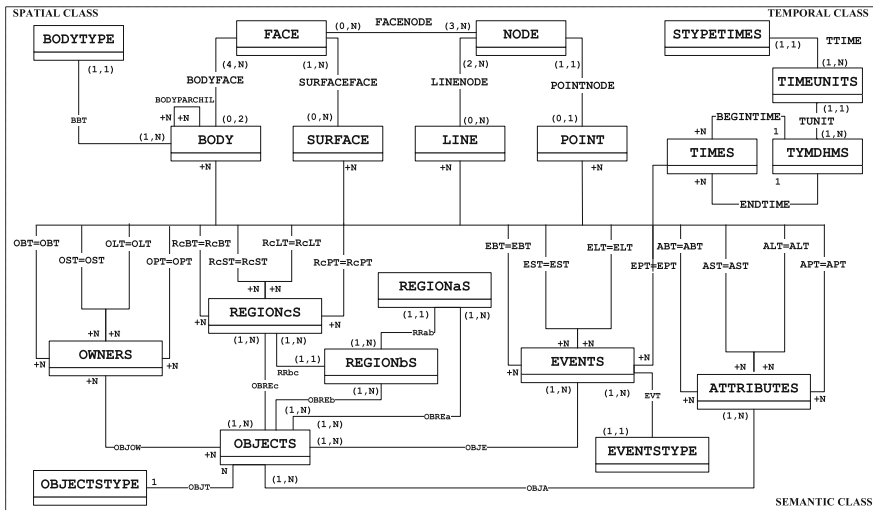 SPATIAL CLASS
TEMPORAL CLASS
FACENODE
BODYTYPE
FACE
(0,N)
(3,N)
NODE
STYPETIMES
TTIME
(1,1)
(1,1)
(4,N)
(1,N)
(2,N)
(1,1)
(1,N)
BODYFACE
SURFACEFACE
LINENODE
POINTNODE
TIMEUNITS
BODYPARCHIL
(1,1)
BBT
+N
+N
(0,2)
(0,N)
(0,N)
(0,1)
BEGINTIME
TUNIT
(1,N)
BODY
SURFACE
LINE
POINT
+N
1
(1,N)
TIMES
TYMDHMS
+N
+N
+N
+N
+N
1
ENDTIME
OBT=OBT
OLT=OLT
RcBT=RcBT
RcLT=RcLT
EBT=EBT
ELT=ELT
ABT=ABT
ALT=ALT
OST=OST
OPT=OPT
RcST=RcST
RcPT=RcPT
EST=EST
EPT=EPT
AST=AST
APT=APT
+N
+N
REGIONaS
REGIONcS
+N
+N
(1,1)
(1,N)
+N
+N
(1,N)
(1,N)
RRab
+N
+N
OWNERS
(1,1)
(1,N)
EVENTS
+N
+N
RRbc
REGIONbS
+N
+N
+N
+N
+N
OBREc
(1,N)
(1,N)
(1,N)
EVT
ATTRIBUTES
OBREb
+N
+N
(1,N)
(1,N)
OBREa
(1,N)
OBJECTS
(1,N)
(1,1)
OBJOW
OBJE
EVENTSTYPE
+N
N
(1,N)
OBJECTSTYPE
1
OBJT
OBJA
SEMANTIC CLASS